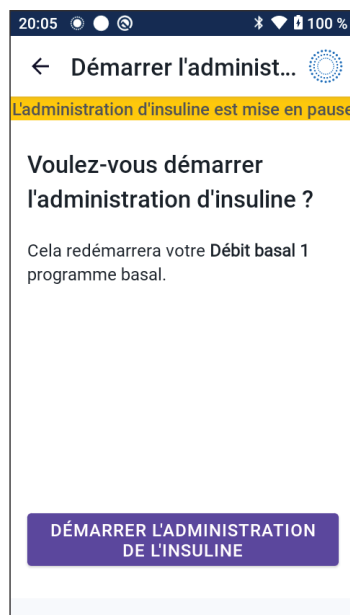 20:05 100 %
Démarrer l'administ...
L'administration d'insuline est mise en pause
Voulez-vous démarrer
l'administration d'insuline ?
Cela redémarrera votre Débit basal 1
programme basal.
DÉMARRER L'ADMINISTRATION
DE L'INSULINE